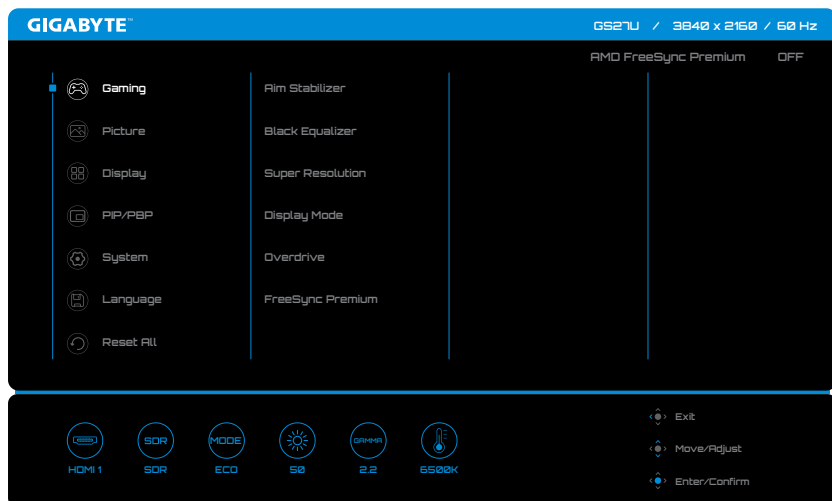 GIGABYTE™
GS27U / 3840 x 2160 / 60 Hz
AMD FreeSync Premium OFF
Gaming
Picture
Display
PIP/PBP
System
Language
Reset All
Aim Stabilizer
Black Equalizer
Super Resolution
Display Mode
Overdrive
FreeSync Premium
HDMI 1
SDR
SDR
MODE
ECO
50
GAMMA
2.2
6500K
Exit
Move/Adjust
Enter/Confirm